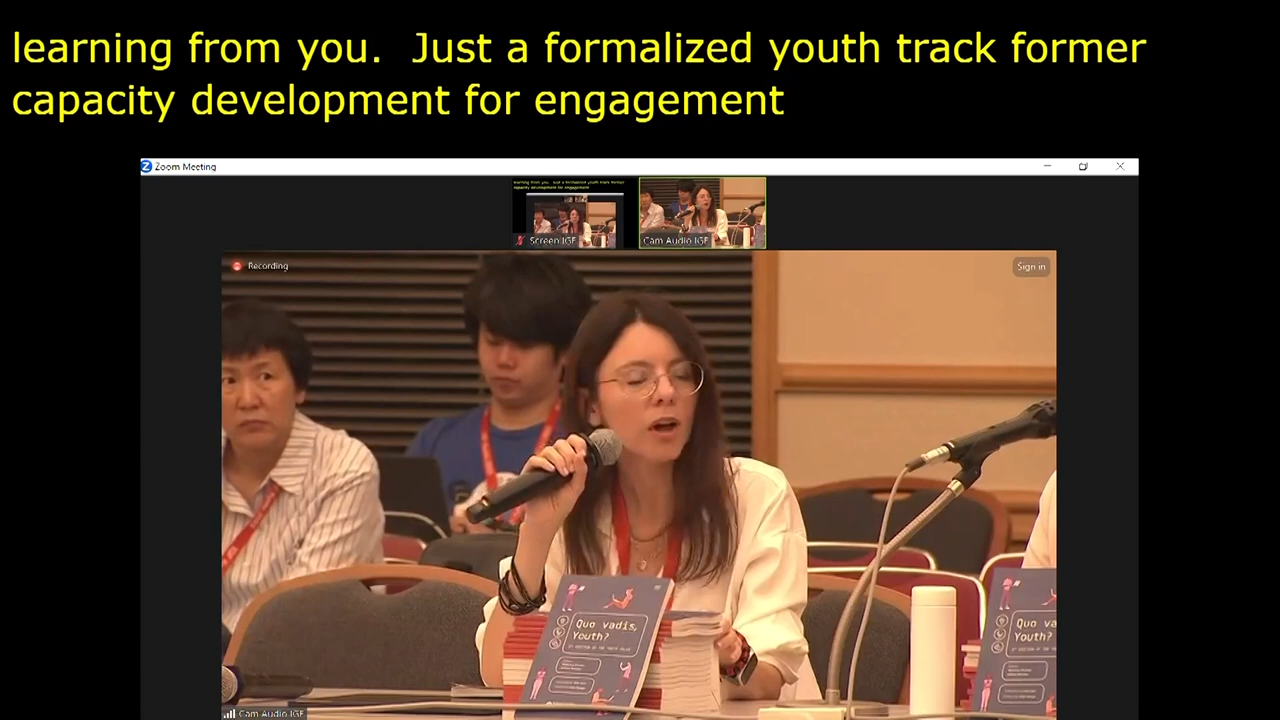 learning from you.  Just a formalized youth track former
capacity development for engagement
Zoom Meeting
Screen IGF
Cam Audio IGF
Recording
Sign in
Quo vadis,
Youth?
Quo va
Youth?
Cam Audio IGF